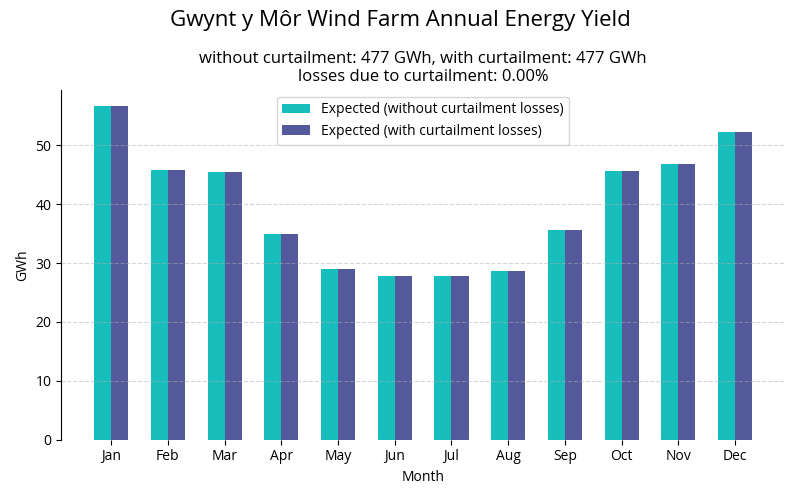 Gwynt y Môr Wind Farm Annual Energy Yield
without curtailment: 477 GWh, with curtailment: 477 GWh
losses due to curtailment: 0.00%
Expected (without curtailment losses)
Expected (with curtailment losses)
GWh
50
40
30
20
10
0
Jan Feb Mar Apr May Jun Jul Aug Sep Oct Nov Dec
Month